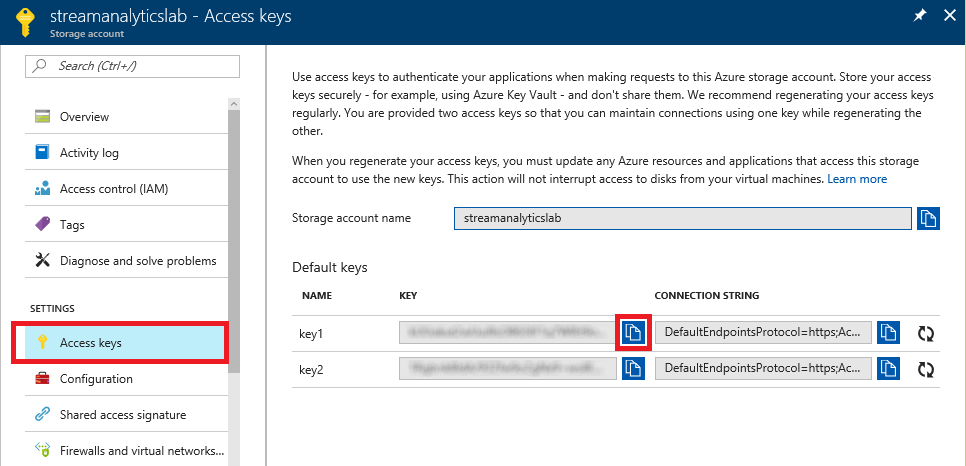 streamanalyticslab - Access keys
Storage account
Search (Ctrl+/)
Overview
Activity log
Access control (IAM)
Tags
Diagnose and solve problems
SETTINGS
Access keys
Configuration
Shared access signature
Firewalls and virtual networks...
Use access keys to authenticate your applications when making requests to this Azure storage account. Store your access
keys securely - for example, using Azure Key Vault - and don't share them. We recommend regenerating your access keys
regularly. You are provided two access keys so that you can maintain connections using one key while regenerating the
other.
When you regenerate your access keys, you must update any Azure resources and applications that access this storage
account to use the new keys. This action will not interrupt access to disks from your virtual machines. Learn more
Storage account name
streamanalyticslab
Default keys
NAME KEY CONNECTION STRING
key1 DefaultEndpointsProtocol=https;Ac...
key2 DefaultEndpointsProtocol=https;Ac...